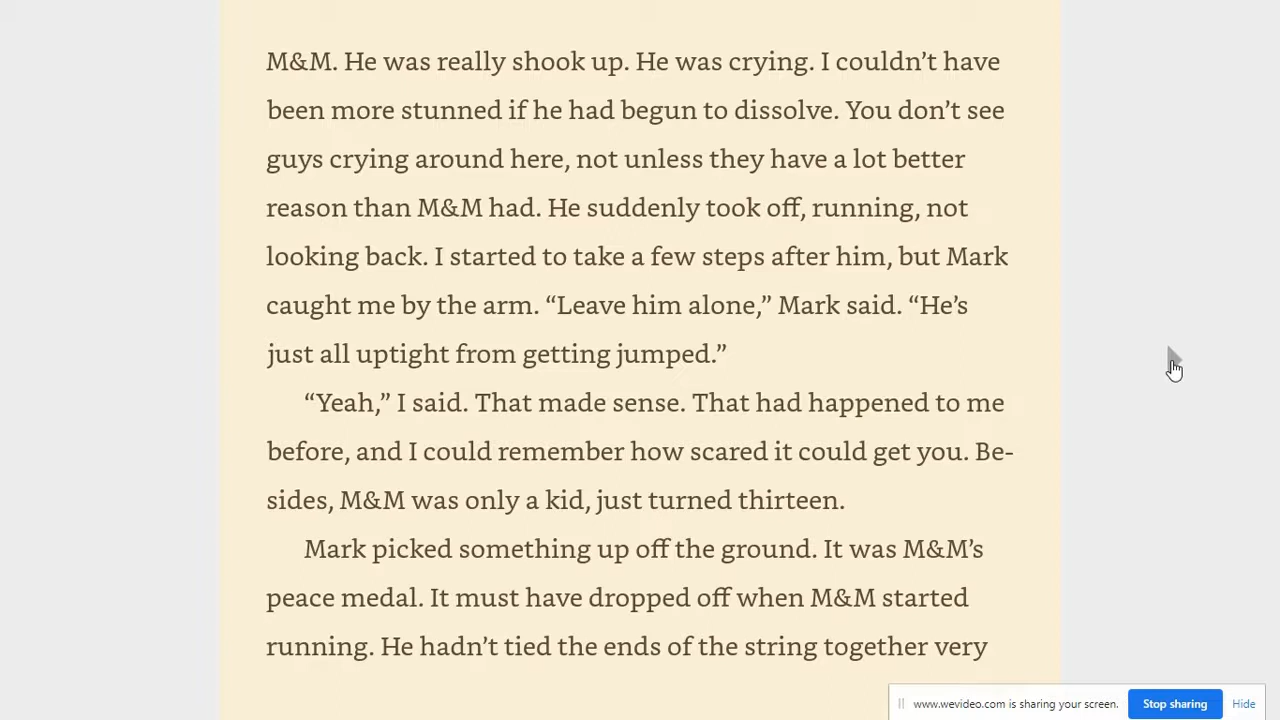 M&M. He was really shook up. He was crying. I couldn’t have
been more stunned if he had begun to dissolve. You don’t see
guys crying around here, not unless they have a lot better
reason than M&M had. He suddenly took off, running, not
looking back. I started to take a few steps after him, but Mark
caught me by the arm. “Leave him alone,” Mark said. “He’s
just all uptight from getting jumped.”
“Yeah,” I said. That made sense. That had happened to me
before, and I could remember how scared it could get you. Be-
sides, M&M was only a kid, just turned thirteen.
Mark picked something up off the ground. It was M&M’s
peace medal. It must have dropped off when M&M started
running. He hadn’t tied the ends of the string together very
www.wevideo.com is sharing your screen. Stop sharing Hide